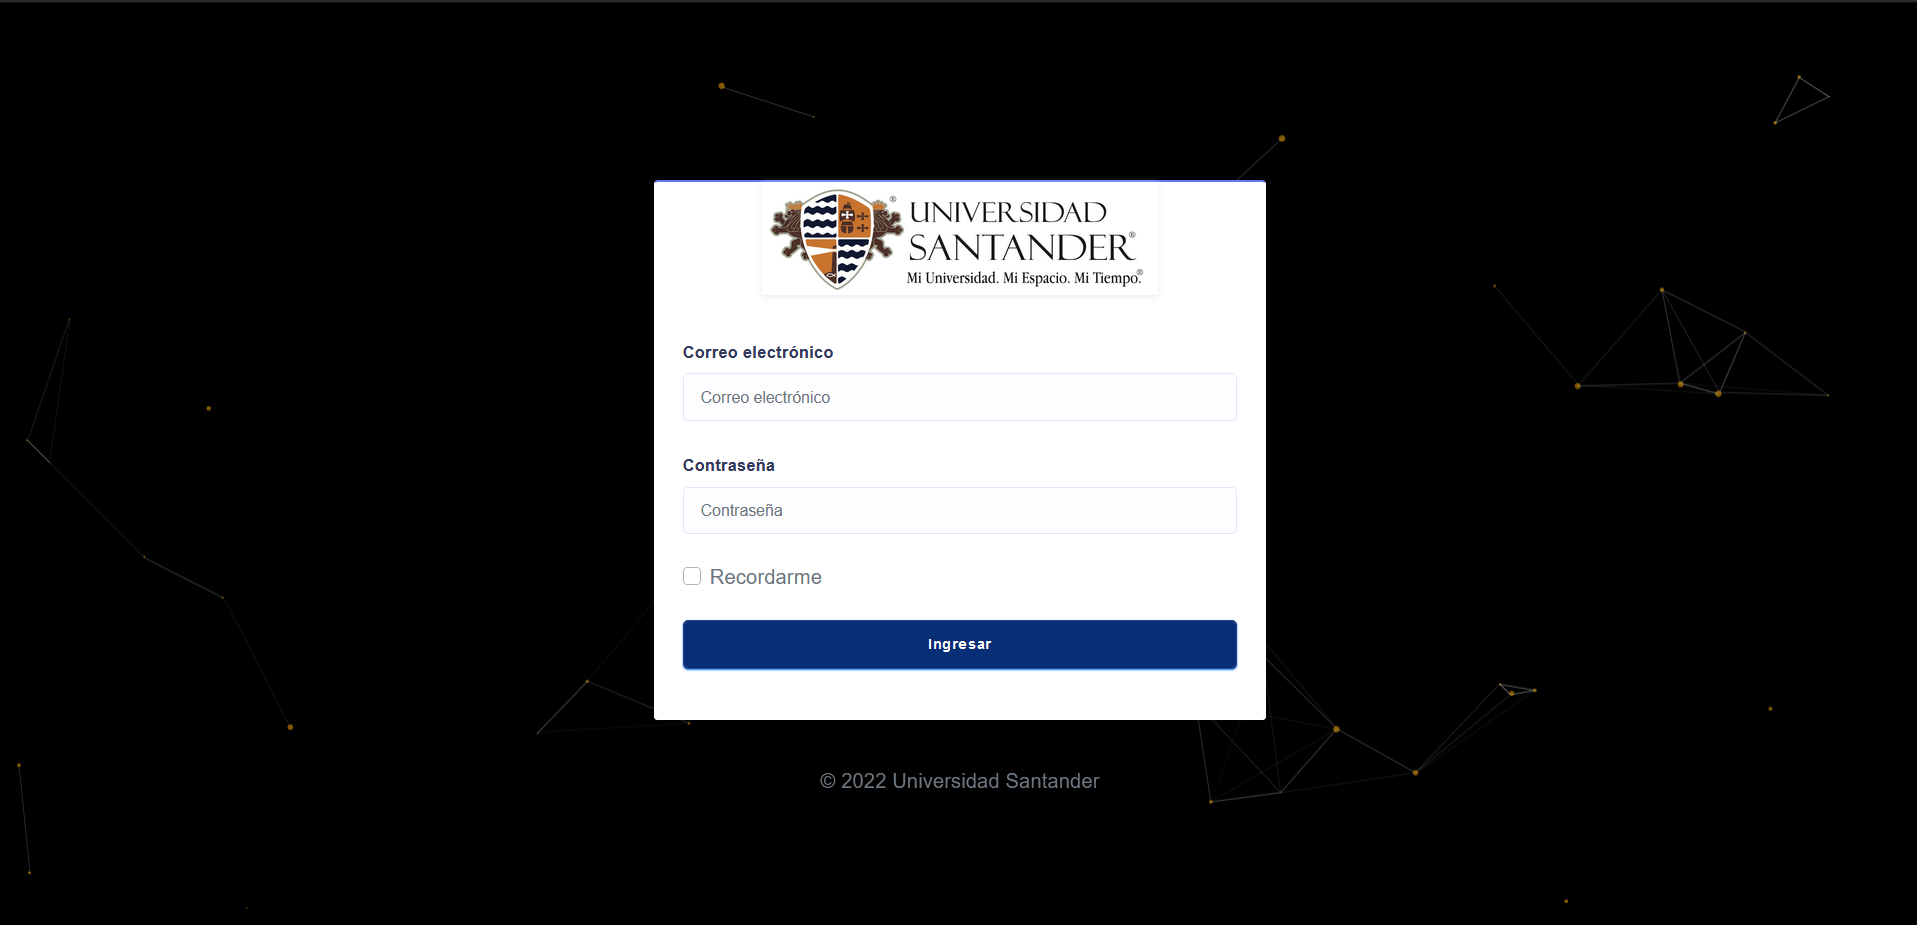 UNIVERSIDAD
SANTANDER®
Mi Universidad. Mi Espacio. Mi Tiempo.®
Correo electrónico
Correo electrónico
Contraseña
Contraseña
Recordarme
Ingresar
© 2022 Universidad Santander